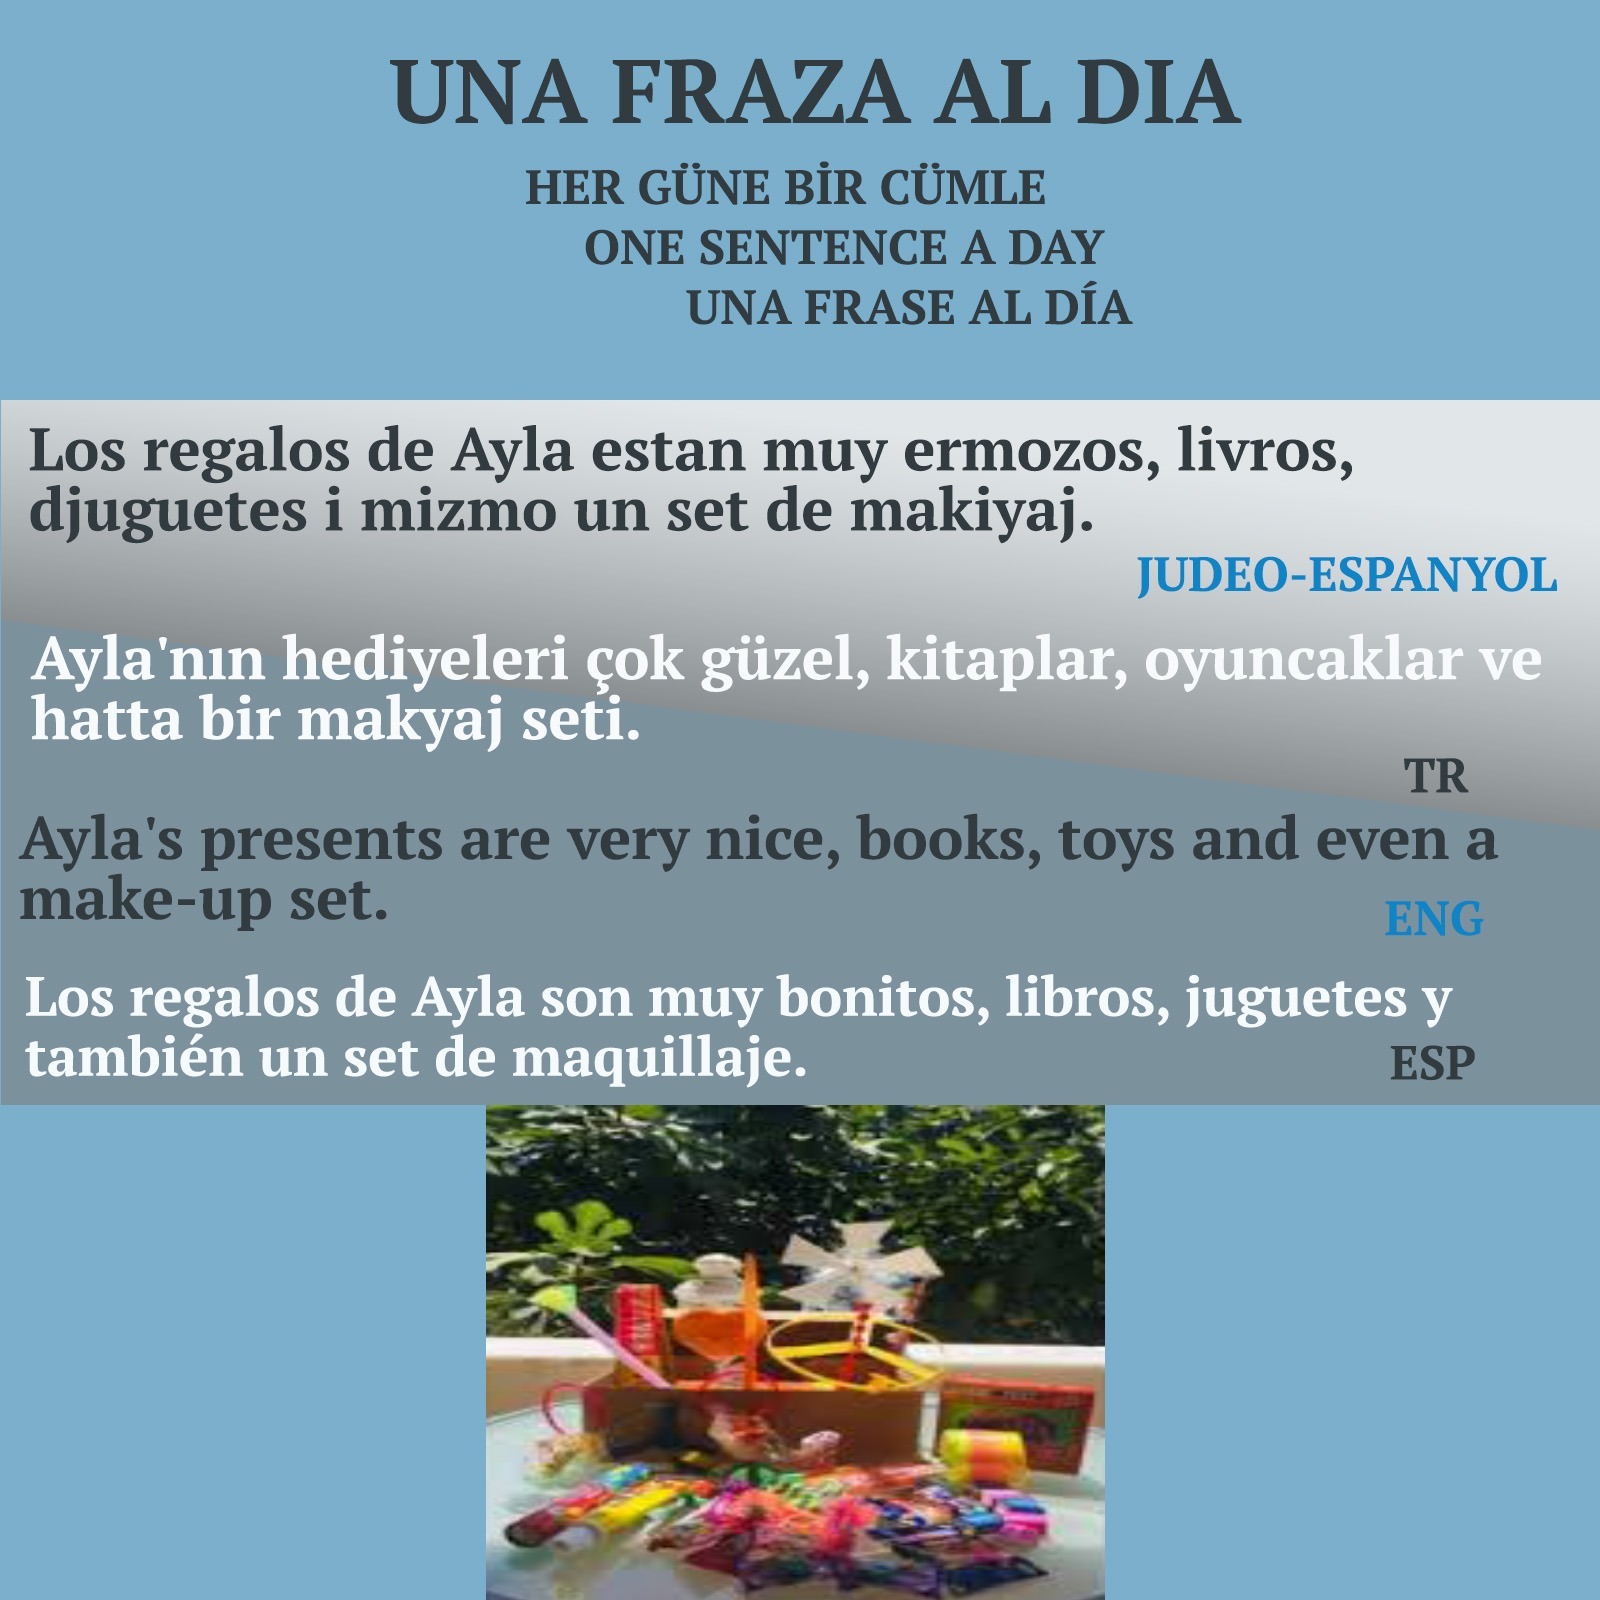 UNA FRAZA AL DIA
HER GÜNE BİR CÜMLE
ONE SENTENCE A DAY
UNA FRASE AL DÍA
Los regalos de Ayla estan muy ermozos, livros,
djuguetes i mizmo un set de makiyaj.
JUDEO-ESPANYOL
Ayla'nın hediyeleri çok güzel, kitaplar, oyuncaklar ve
hatta bir makyaj seti.
TR
Ayla's presents are very nice, books, toys and even a
make-up set.
ENG
Los regalos de Ayla son muy bonitos, libros, juguetes y
también un set de maquillaje.
ESP